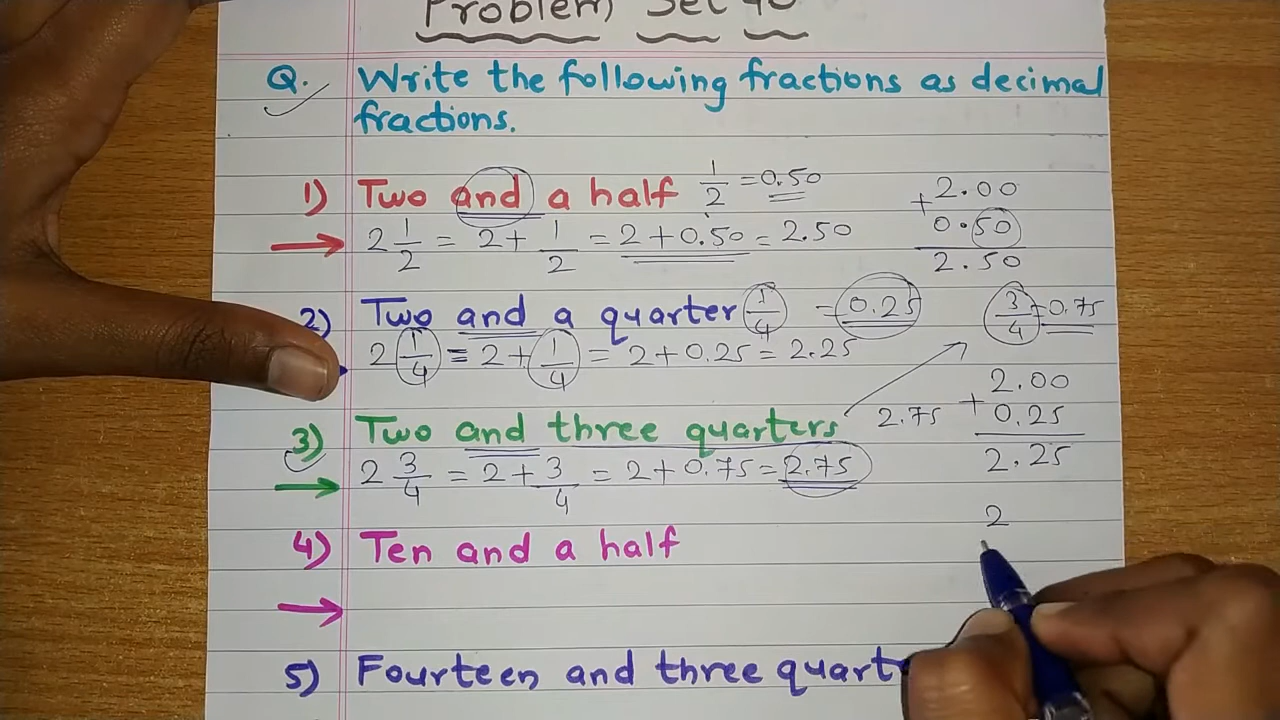 Problem Set 40
Q. Write the following fractions as decimal
fractions.
1) Two and a half 1/2 = 0.50
2 1/2 = 2 + 1/2 = 2 + 0.50 = 2.50
2.00
+ 0.50
2.50
2) Two and a quarter 1/4 = 0.25
3/4 = 0.75
2 1/4 = 2 + 1/4 = 2 + 0.25 = 2.25
2.00
+ 0.25
2.25
3) Two and three quarters 2.75
2 3/4 = 2 + 3/4 = 2 + 0.75 = 2.75
2
4) Ten and a half
5) Fourteen and three quart